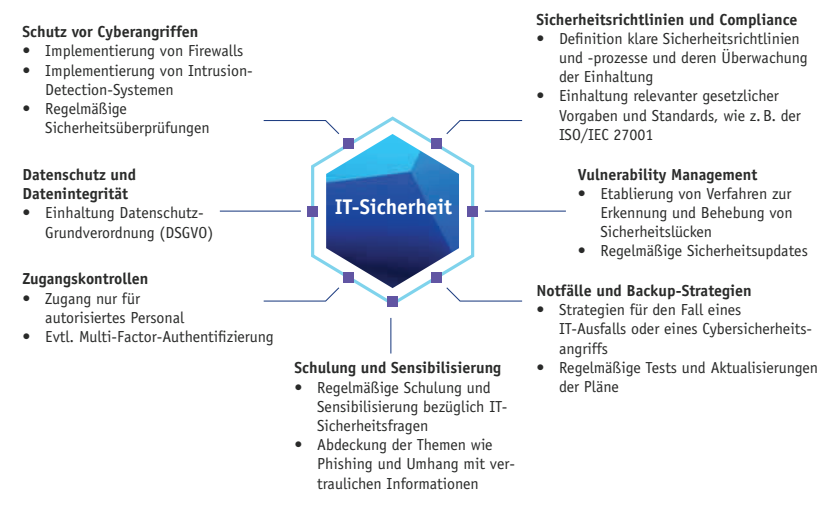 Schutz vor Cyberangriffen
• Implementierung von Firewalls
• Implementierung von Intrusion-
Detection-Systemen
• Regelmäßige
Sicherheitsüberprüfungen
Datenschutz und
Datenintegrität
• Einhaltung Datenschutz-
Grundverordnung (DSGVO)
Zugangskontrollen
• Zugang nur für
autorisiertes Personal
• Evtl. Multi-Factor-Authentifizierung
IT-Sicherheit
Schulung und Sensibilisierung
• Regelmäßige Schulung und
Sensibilisierung bezüglich IT-
Sicherheitsfragen
• Abdeckung der Themen wie
Phishing und Umhang mit ver-
traulichen Informationen
Sicherheitsrichtlinien und Compliance
• Definition klare Sicherheitsrichtlinien
und -prozesse und deren Überwachung
der Einhaltung
• Einhaltung relevanter gesetzlicher
Vorgaben und Standards, wie z. B. der
ISO/IEC 27001
Vulnerability Management
• Etablierung von Verfahren zur
Erkennung und Behebung von
Sicherheitslücken
• Regelmäßige Sicherheitsupdates
Notfälle und Backup-Strategien
• Strategien für den Fall eines
IT-Ausfalls oder eines Cybersicherheits-
angriffs
• Regelmäßige Tests und Aktualisierungen
der Pläne